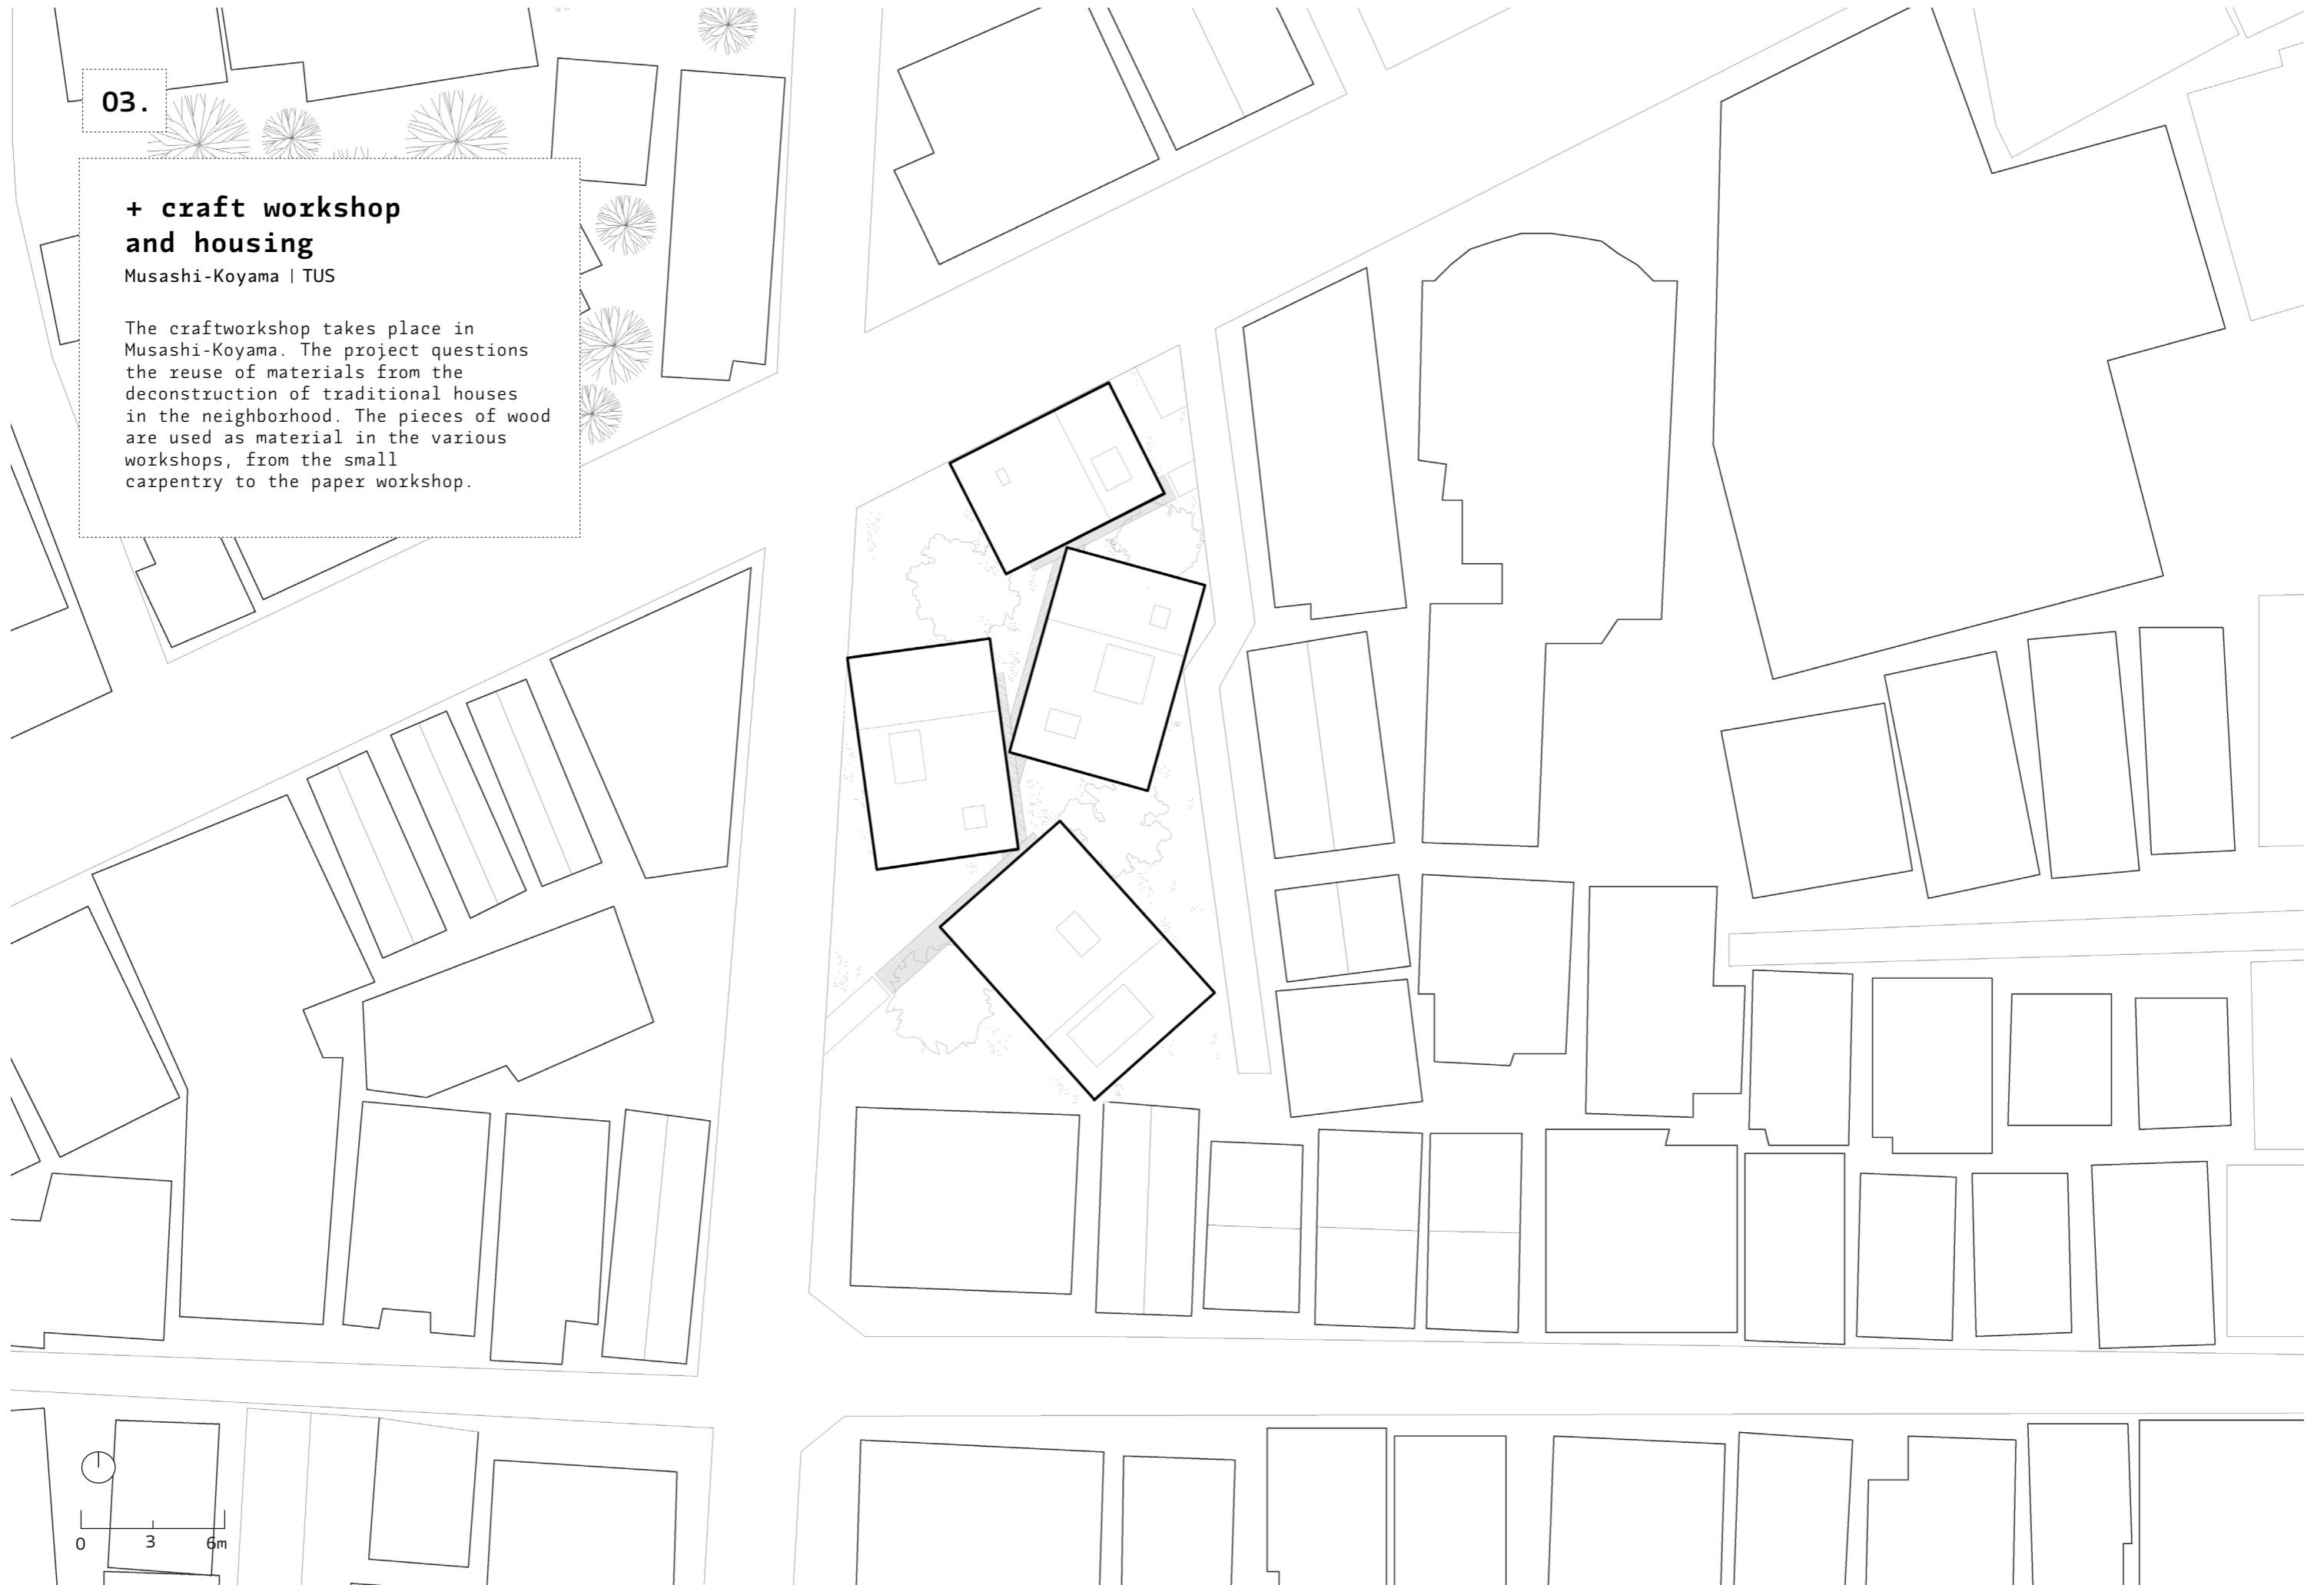 03.
+ craft workshop
and housing
Musashi-Koyama | TUS
The craftworkshop takes place in
Musashi-Koyama. The project questions
the reuse of materials from the
deconstruction of traditional houses
in the neighborhood. The pieces of wood
are used as material in the various
workshops, from the small
carpentry to the paper workshop.
0 3 6m